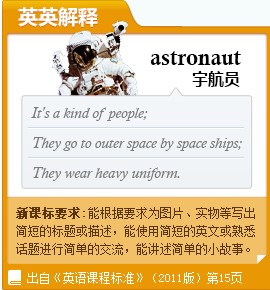 英英解释
astronaut
宇航员
It's a kind of people;
They go to outer space by space ships;
They wear heavy uniform.
新课标要求:能根据要求为图片、实物等写出
简短的标题或描述,能使用简短的英文或熟悉
话题进行简单的交流,能讲述简单的小故事。
出自《英语课程标准》(2011版)第15页